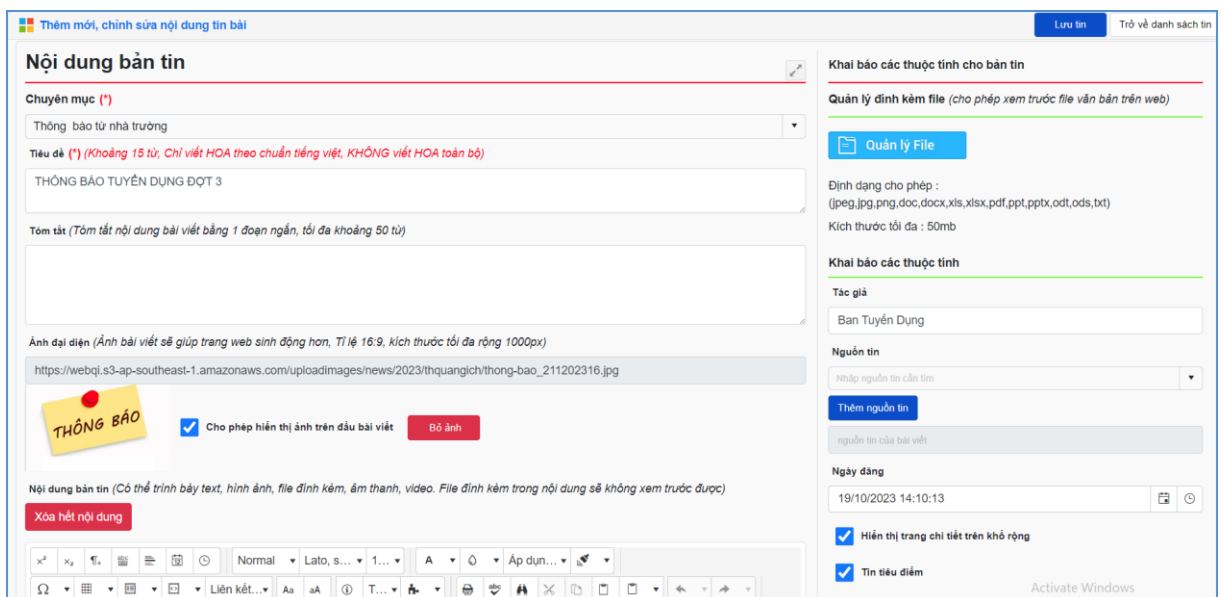 Thêm mới, chỉnh sửa nội dung tin bài
Lưu tin
Trở về danh sách tin
Nội dung bản tin
Chuyên mục (*)
Thông báo từ nhà trường
Tiêu đề (*) (Khoảng 15 từ, Chỉ viết HOA theo chuẩn tiếng việt, KHÔNG viết HOA toàn bộ)
THÔNG BÁO TUYỂN DỤNG ĐỢT 3
Tóm tắt (Tóm tắt nội dung bài viết bằng 1 đoạn ngắn, tối đa khoảng 50 từ)
Ảnh đại diện (Ảnh bài viết sẽ giúp trang web sinh động hơn, Tỉ lệ 16:9, kích thước tối đa rộng 1000px)
https://webqi.s3-ap-southeast-1.amazonaws.com/uploadimages/news/2023/thquangich/thong-bao_211202316.jpg
THÔNG BÁO
Cho phép hiển thị ảnh trên đầu bài viết
Bỏ ảnh
Nội dung bản tin (Có thể trình bày text, hình ảnh, file đính kèm, âm thanh, video. File đính kèm trong nội dung sẽ không xem trước được)
Xóa hết nội dung
Normal Lato, s... 1... A Áp dụn...
Liên kết... Aa aA T...
Khai báo các thuộc tính cho bản tin
Quản lý đính kèm file (cho phép xem trước file văn bản trên web)
Quản lý File
Định dạng cho phép :
(jpeg,jpg,png,doc,docx,xls,xlsx,pdf,ppt,pptx,odt,ods,txt)
Kích thước tối đa : 50mb
Khai báo các thuộc tính
Tác giả
Ban Tuyển Dụng
Nguồn tin
Nhập nguồn tin cần tìm
Thêm nguồn tin
nguồn tin của bài viết
Ngày đăng
19/10/2023 14:10:13
Hiển thị trang chi tiết trên khổ rộng
Tin tiêu điểm
Activate Windows